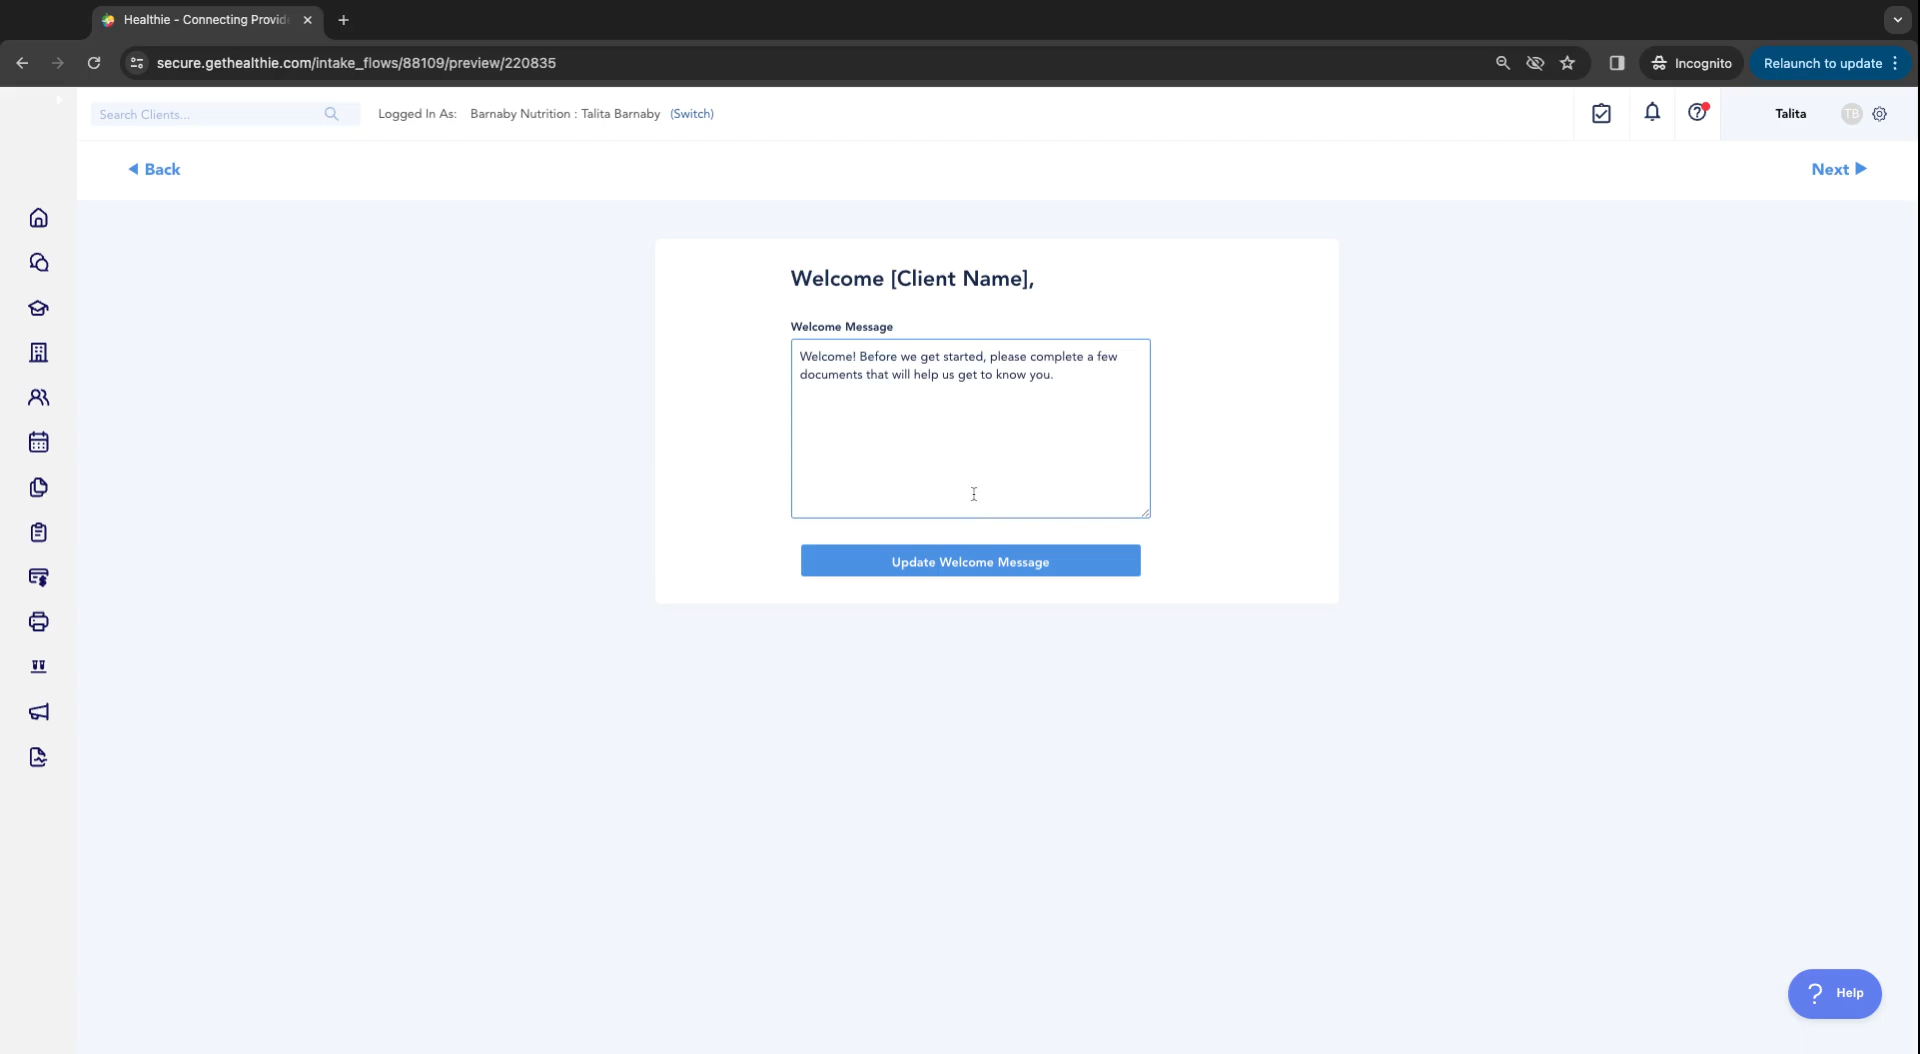 Healthie - Connecting Provid
secure.gethealthie.com/intake_flows/88109/preview/220835
Incognito
Relaunch to update
Search Clients...
Logged In As: Barnaby Nutrition : Talita Barnaby (Switch)
Talita
TB
Back
Next
Welcome [Client Name],
Welcome Message
Welcome! Before we get started, please complete a few
documents that will help us get to know you.
Update Welcome Message
? Help